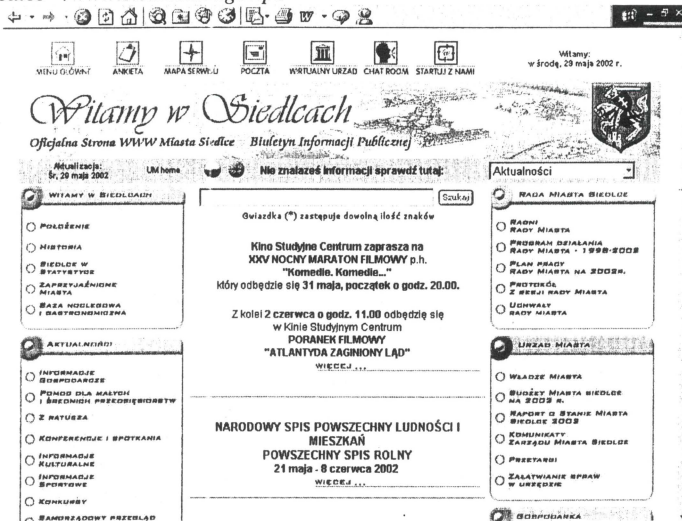 MENU GŁÓWNE
ANKIETA
MAPA SERWISU
POCZTA
WIRTUALNY URZĄD
CHAT ROOM
STARTUJ Z NAMI
Witamy:
w środę, 29 maja 2002 r.
Witamy w Siedlcach
Oficjalna Strona WWW Miasta Siedlce Biuletyn Informacji Publicznej
Aktualizacja:
śr, 29 maja 2002
UM home
Nie znalazłeś informacji sprawdź tutaj:
Aktualności
WITAMY W SIEDLCACH
POŁOŻENIE
HISTORIA
SIEDLCE W
STATYSTYCE
ZAPRZYJAŹNIONE
MIASTA
BAZA NOCLEGOWA
I GASTRONOMICZNA
AKTUALNOŚCI
INFORMACJE
GOSPODARCZE
POMOC DLA MAŁYCH
I ŚREDNICH PRZEDSIĘBIORSTW
Z RATUSZA
KONFERENCJE I SPOTKANIA
INFORMACJE
KULTURALNE
INFORMACJE
SPORTOWE
KONKURSY
SAMORZĄDOWY PRZEGLĄD
Szukaj
Gwiazdka (*) zastępuje dowolną ilość znaków
Kino Studyjne Centrum zaprasza na
XXV NOCNY MARATON FILMOWY p.h.
"Komedie. Komedie..."
który odbędzie się 31 maja, początek o godz. 20.00.
Z kolei 2 czerwca o godz. 11.00 odbędzie się
w Kinie Studyjnym Centrum
PORANEK FILMOWY
"ATLANTYDA ZAGINIONY LĄD"
WIĘCEJ ...
NARODOWY SPIS POWSZECHNY LUDNOŚCI I
MIESZKAŃ
POWSZECHNY SPIS ROLNY
21 maja - 8 czerwca 2002
WIĘCEJ ...
RADA MIASTA SIEDLCE
RADNI
RADY MIASTA
PROGRAM DZIAŁANIA
RADY MIASTA - 1998-2002
PLAN PRACY
RADY MIASTA NA 2002R.
PROTOKÓŁ
Z SESJI RADY MIASTA
UCHWAŁY
RADY MIASTA
URZĄD MIASTA
WŁADZE MIASTA
BUDŻET MIASTA SIEDLCE
NA 2002 R.
RAPORT O STANIE MIASTA
SIEDLCE 2002
KOMUNIKATY
ZARZĄDU MIASTA SIEDLCE
PRZETARGI
ZAŁATWIANIE SPRAW
W URZĘDZIE
GOSPODARKA